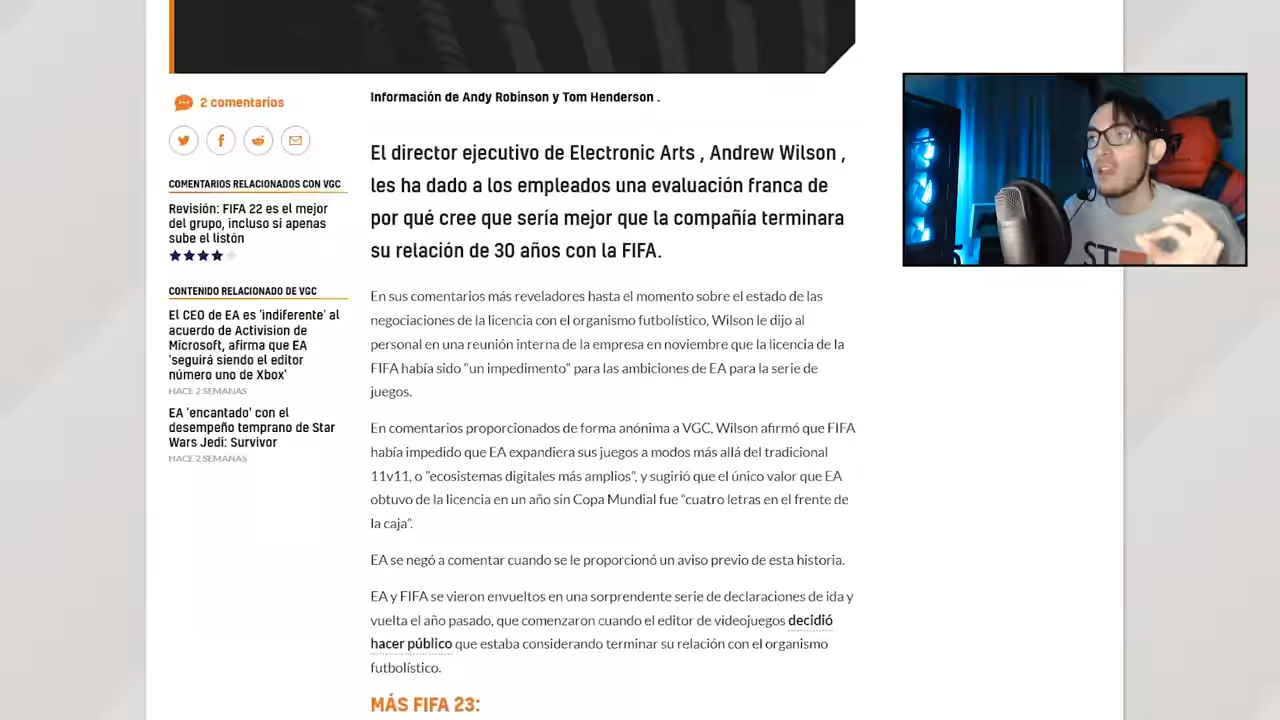 2 comentarios
COMENTARIOS RELACIONADOS CON VGC
Revisión: FIFA 22 es el mejor
del grupo, incluso si apenas
sube el listón
CONTENIDO RELACIONADO DE VGC
El CEO de EA es 'indiferente' al
acuerdo de Activision de
Microsoft, afirma que EA
'seguirá siendo el editor
número uno de Xbox'
HACE 2 SEMANAS
EA 'encantado' con el
desempeño temprano de Star
Wars Jedi: Survivor
HACE 2 SEMANAS
Información de Andy Robinson y Tom Henderson .
El director ejecutivo de Electronic Arts , Andrew Wilson ,
les ha dado a los empleados una evaluación franca de
por qué cree que sería mejor que la compañía terminara
su relación de 30 años con la FIFA.
En sus comentarios más reveladores hasta el momento sobre el estado de las
negociaciones de la licencia con el organismo futbolístico, Wilson le dijo al
personal en una reunión interna de la empresa en noviembre que la licencia de la
FIFA había sido "un impedimento" para las ambiciones de EA para la serie de
juegos.
En comentarios proporcionados de forma anónima a VGC, Wilson afirmó que FIFA
había impedido que EA expandiera sus juegos a modos más allá del tradicional
11v11, o "ecosistemas digitales más amplios", y sugirió que el único valor que EA
obtuvo de la licencia en un año sin Copa Mundial fue "cuatro letras en el frente de
la caja".
EA se negó a comentar cuando se le proporcionó un aviso previo de esta historia.
EA y FIFA se vieron envueltos en una sorprendente serie de declaraciones de ida y
vuelta el año pasado, que comenzaron cuando el editor de videojuegos decidió
hacer público que estaba considerando terminar su relación con el organismo
futbolístico.
MÁS FIFA 23:
ST